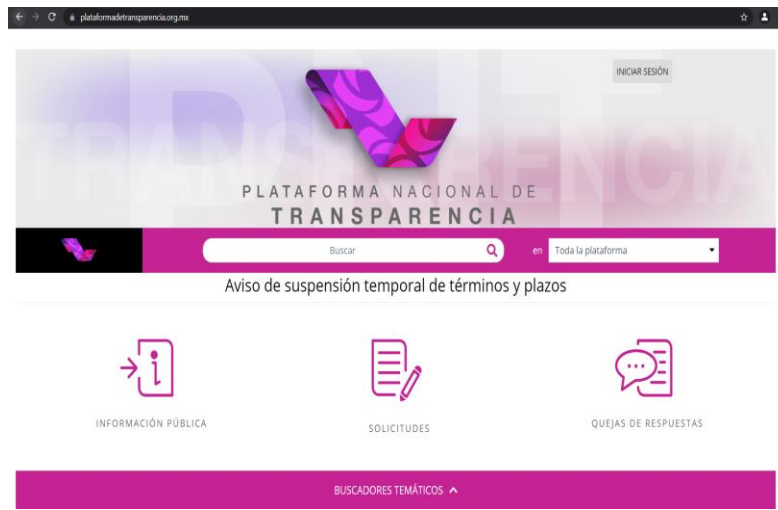 plataformadetransparencia.org.mx
INICIAR SESIÓN
PNT
TRANSPARENCIA
PLATAFORMA NACIONAL DE
TRANSPARENCIA
Buscar
en
Toda la plataforma
Aviso de suspensión temporal de términos y plazos
INFORMACIÓN PÚBLICA
SOLICITUDES
QUEJAS DE RESPUESTAS
BUSCADORES TEMÁTICOS